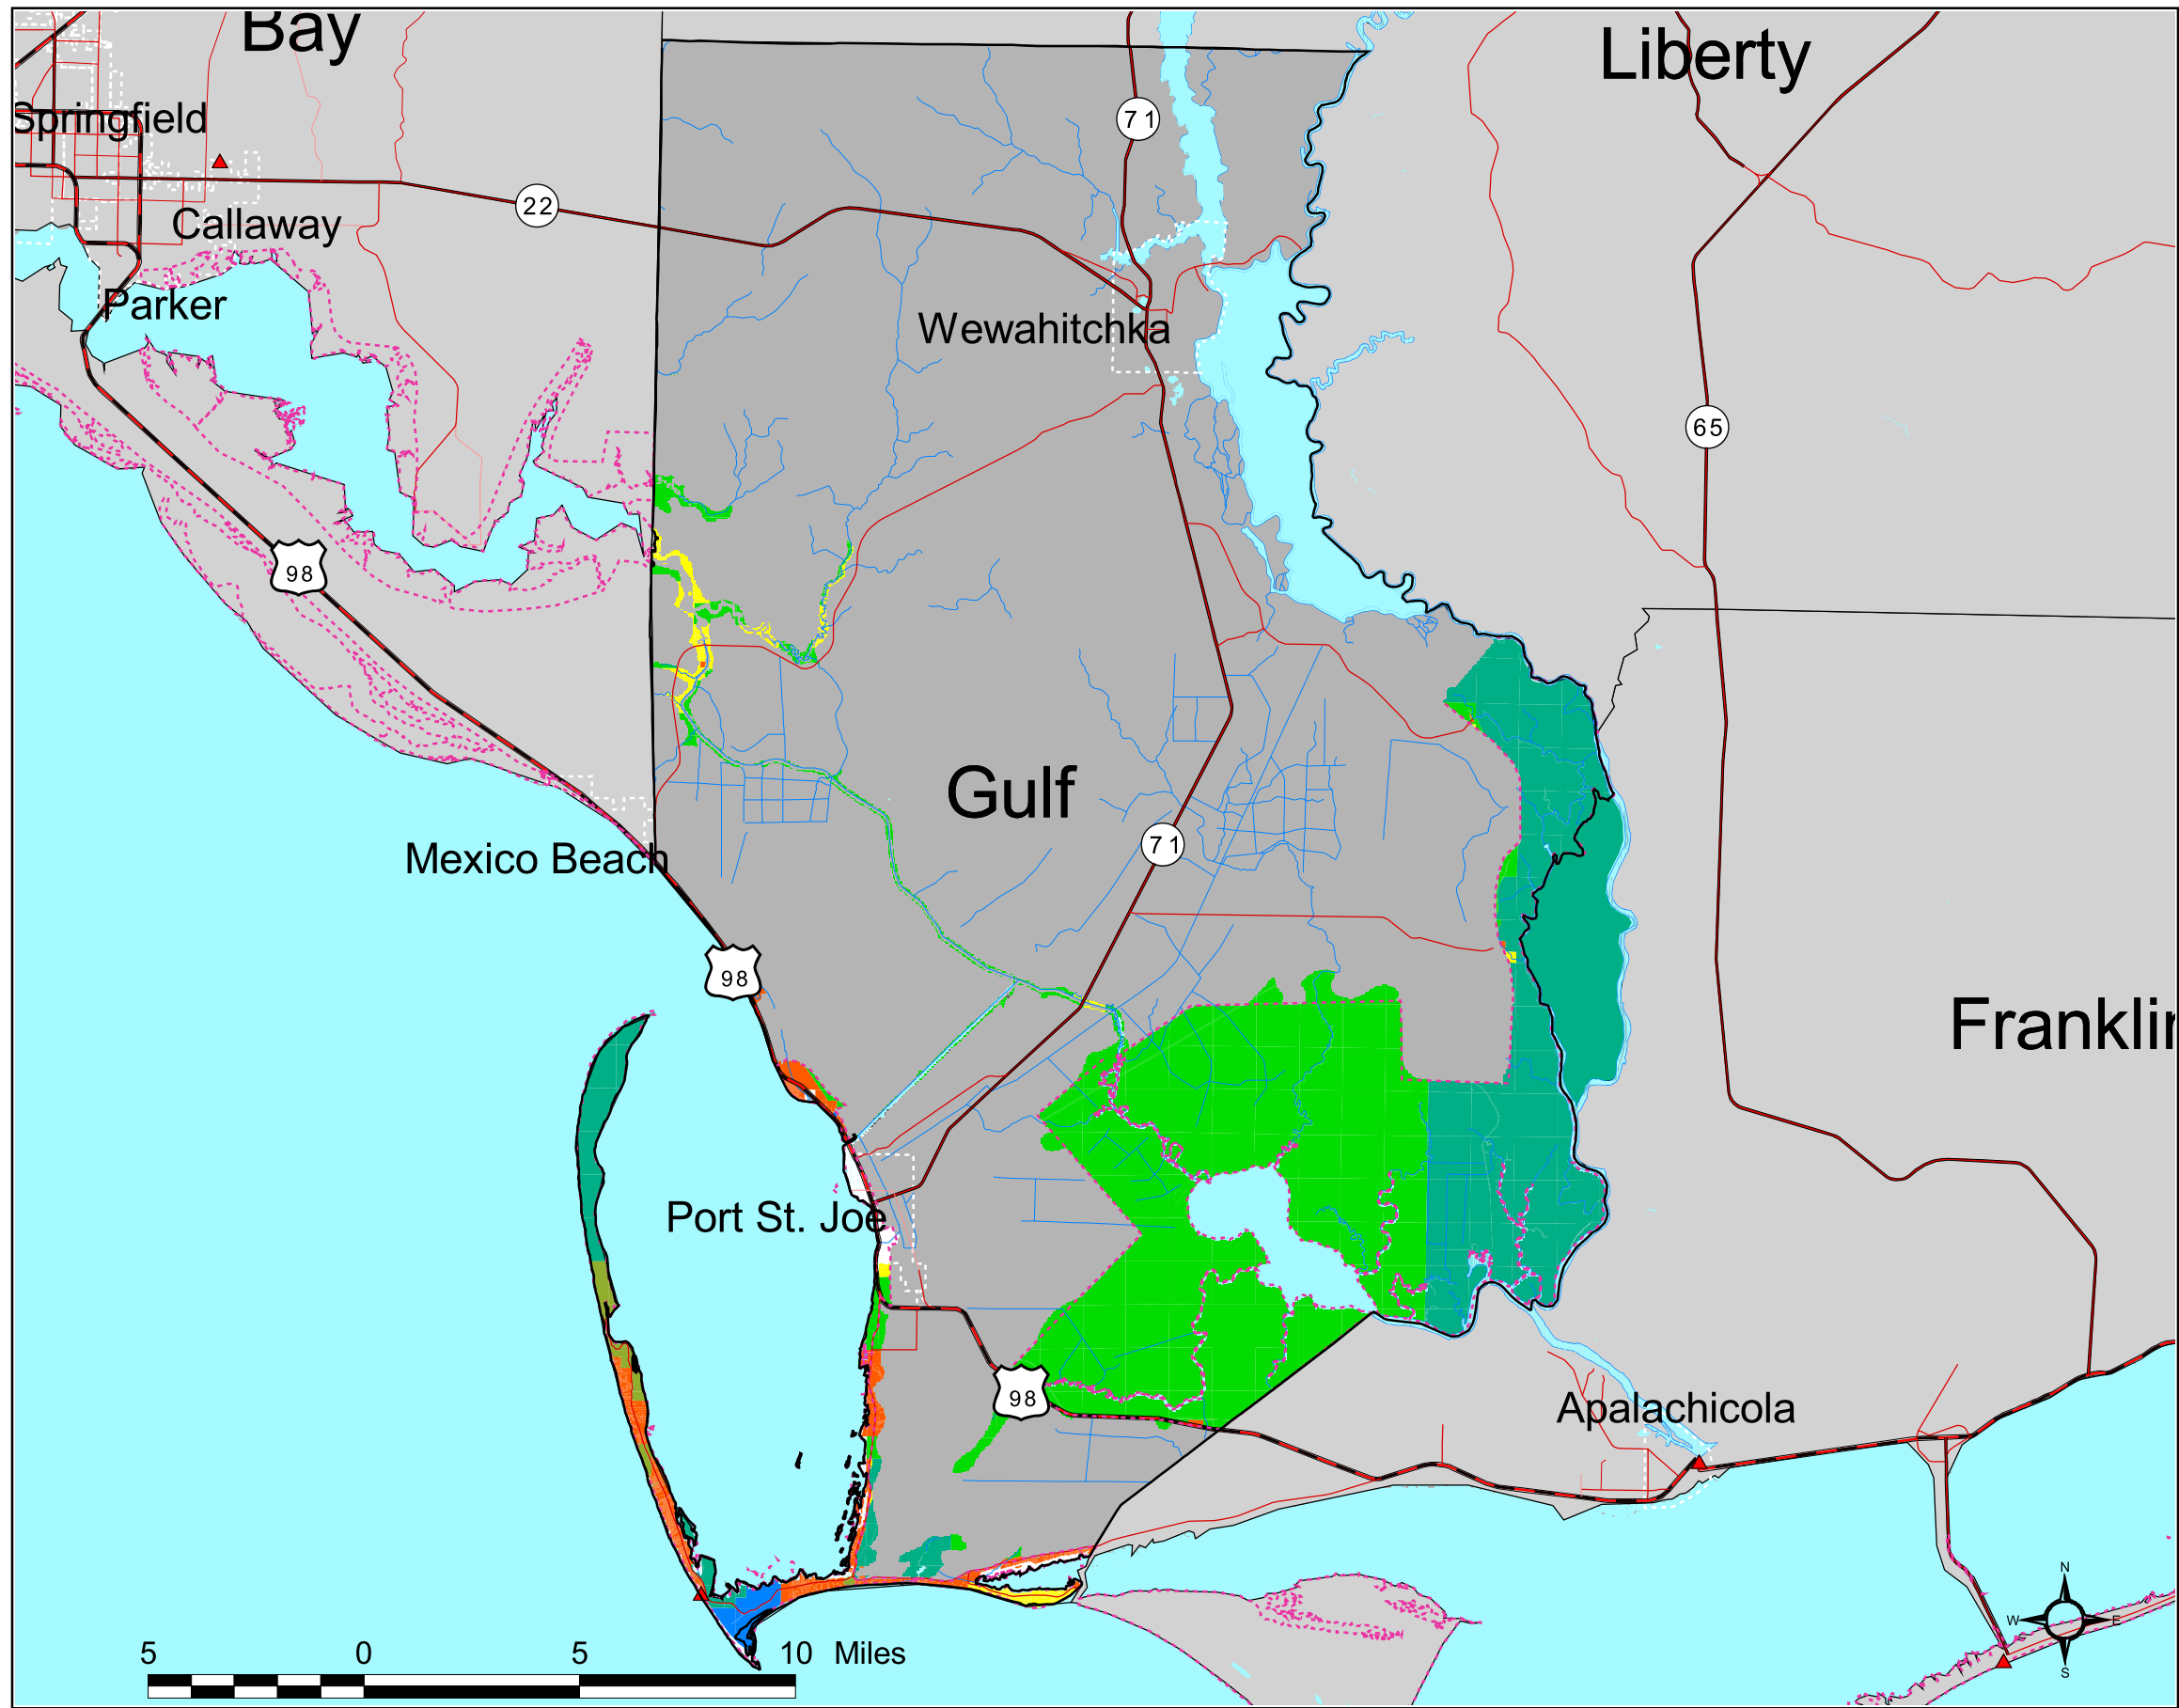 Bay
Liberty
Springfield
71
22
Callaway
Parker
Wewahitchka
65
98
Gulf
71
Mexico Beach
98
Franklin
Port St. Joe
98
Apalachicola
N
W E
S
5 0 5 10 Miles